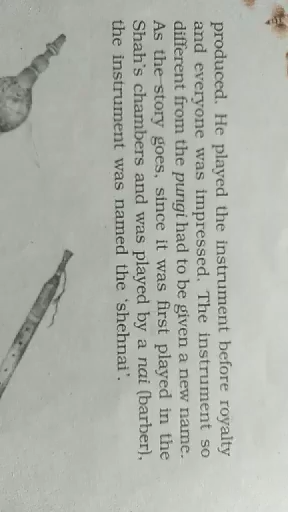 produced. He played the instrument before royalty
and everyone was impressed. The instrument so
different from the pungi had to be given a new name.
As the story goes, since it was first played in the
Shah's chambers and was played by a nai (barber),
the instrument was named the 'shehnai'.